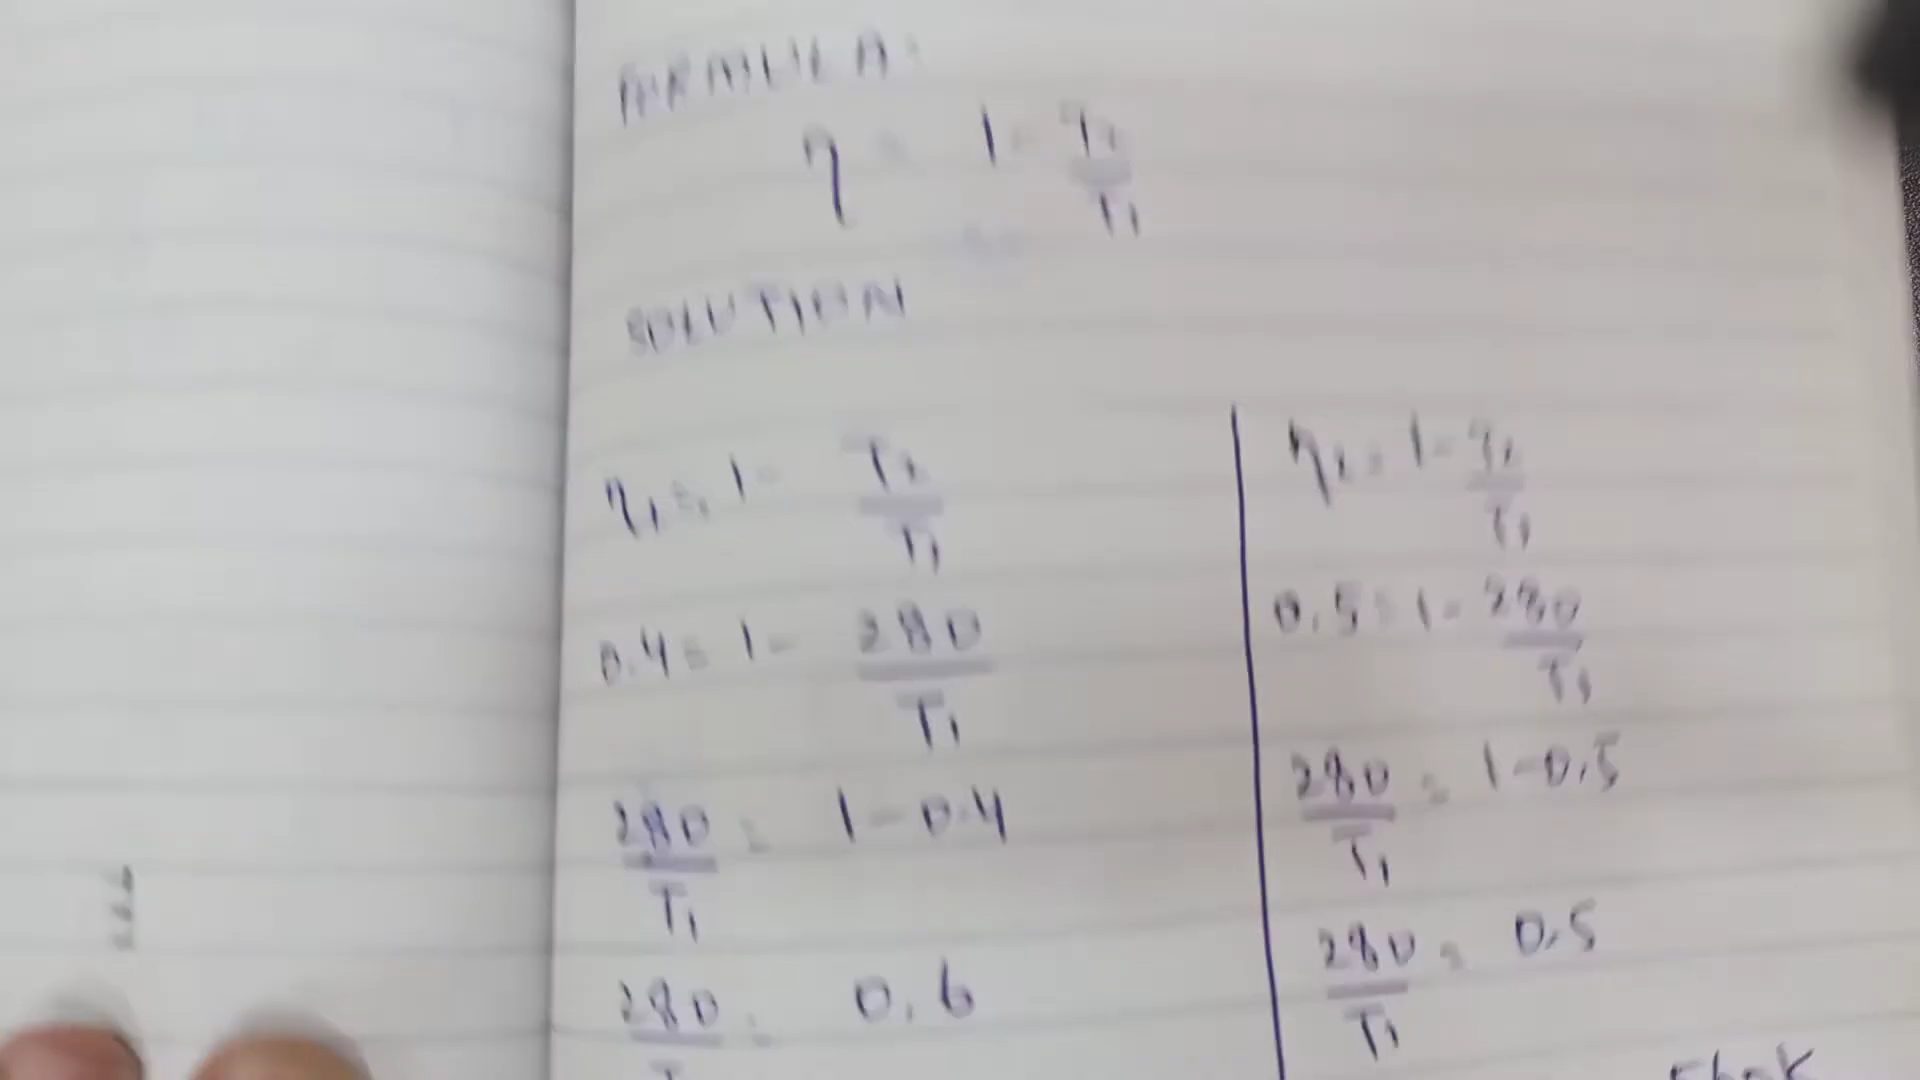 FORMULA:
η = 1 - T2/T1
SOLUTION
η1 = 1 - T2/T1
0.4 = 1 - 280/T1
280/T1 = 1 - 0.4
280/T = 0.6
η2 = 1 - T2/T1
0.5 = 1 - 280/T1
280/T1 = 1 - 0.5
280/T1 = 0.5
560K